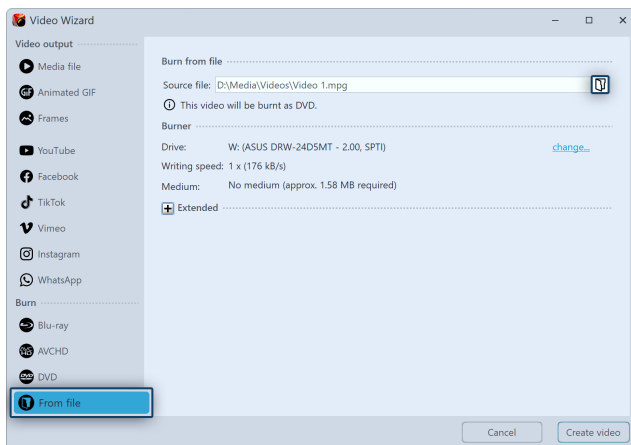 Video Wizard
Video output
Media file
GIF Animated GIF
Frames
YouTube
Facebook
TikTok
Vimeo
Instagram
WhatsApp
Burn
Blu-ray
AVCHD
DVD
From file
Burn from file
Source file: D:\Media\Videos\Video 1.mpg
This video will be burnt as DVD.
Burner
Drive: W: (ASUS DRW-24D5MT - 2.00, SPTI) change...
Writing speed: 1 x (176 kB/s)
Medium: No medium (approx. 1.58 MB required)
Extended
Cancel Create video